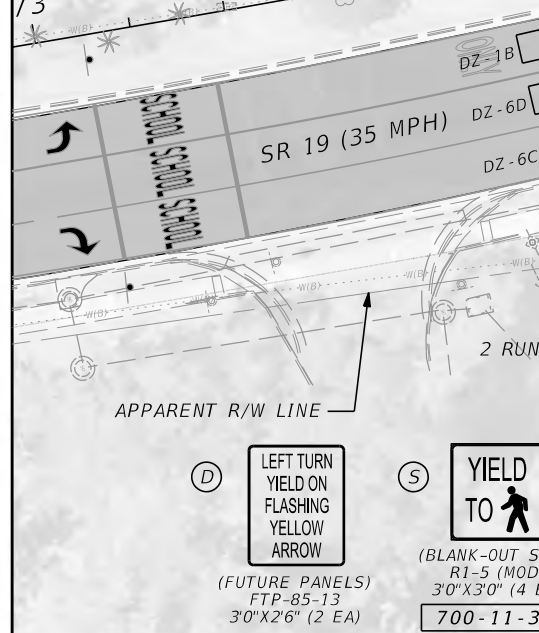 73
W(B)
ONLY
DZ-1B
SCHOOL
DZ-6D
SR 19 (35 MPH)
SCHOOL
DZ-6C
SCHOOL
W(B)
W(B)
W(B)
W(B)
W(B)
2 RUN
APPARENT R/W LINE
D
LEFT TURN
YIELD ON
FLASHING
YELLOW
ARROW
(FUTURE PANELS)
FTP-85-13
3'0"X2'6" (2 EA)
S
YIELD
TO
(BLANK-OUT S
R1-5 (MOD
3'0"X3'0" (4 E
700-11-3